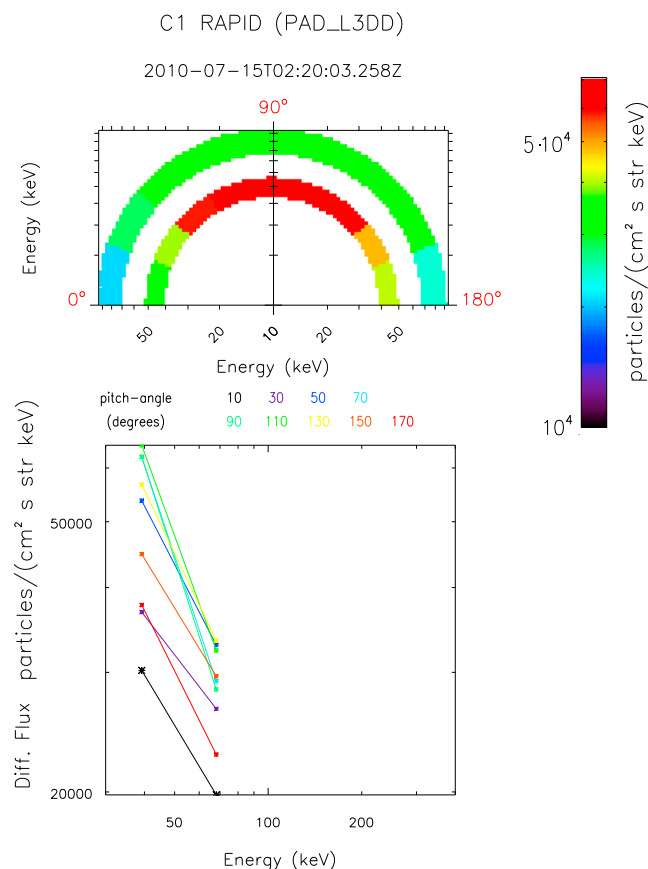 C1 RAPID (PAD_L3DD)
2010-07-15T02:20:03.258Z
90°
5·10⁴
Energy (keV)
particles/(cm² s str keV)
0°
180°
50 20 10 20 50
Energy (keV)
10⁴
pitch-angle 10 30 50 70
(degrees) 90 110 130 150 170
Diff. Flux particles/(cm² s str keV)
50000
20000
50 100 200
Energy (keV)